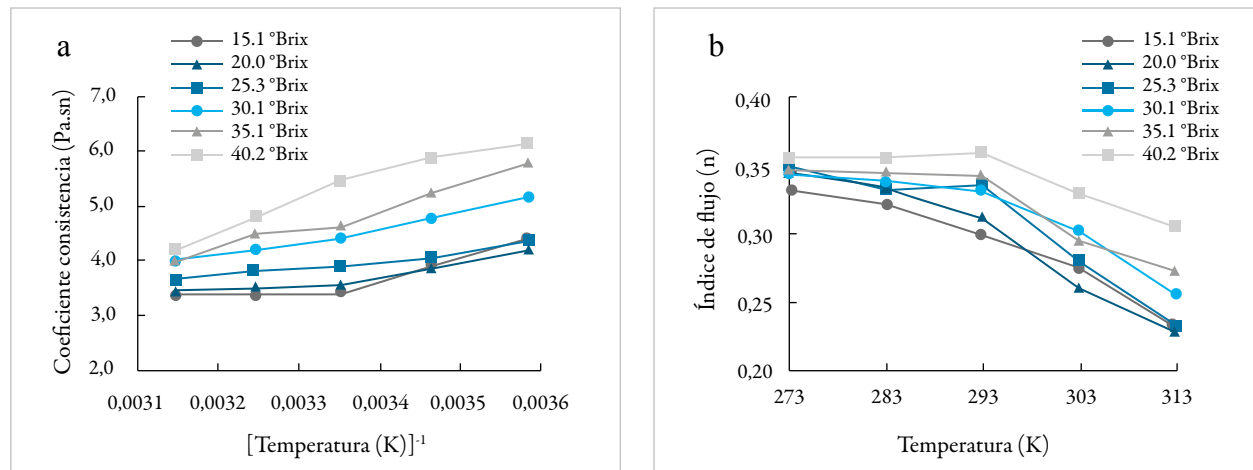 a
15.1 °Brix
20.0 °Brix
25.3 °Brix
30.1 °Brix
35.1 °Brix
40.2 °Brix
Coeficiente consistencia (Pa.sn)
7,0
6,0
5,0
4,0
3,0
2,0
0,0031 0,0032 0,0033 0,0034 0,0035 0,0036
[Temperatura (K)]⁻¹
b
15.1 °Brix
20.0 °Brix
25.3 °Brix
30.1 °Brix
35.1 °Brix
40.2 °Brix
Índice de flujo (n)
0,40
0,35
0,30
0,25
0,20
273 283 293 303 313
Temperatura (K)